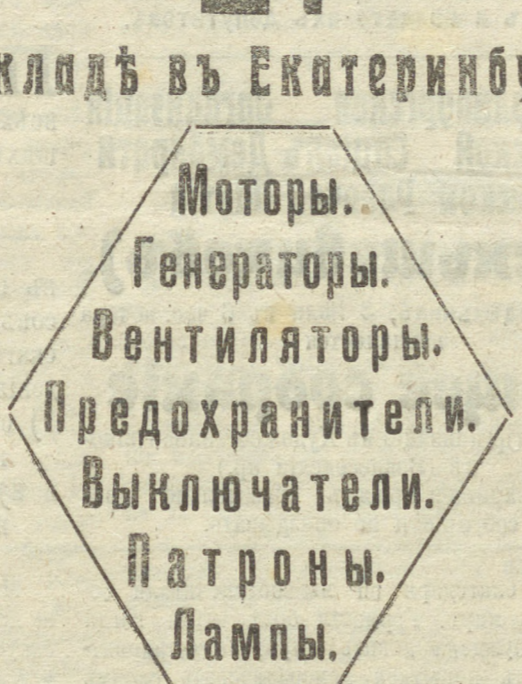 кладѣ въ Екатеринбу
Моторы.
Генераторы.
Вентиляторы.
Предохранители.
Выключатели.
Патроны.
Лампы.